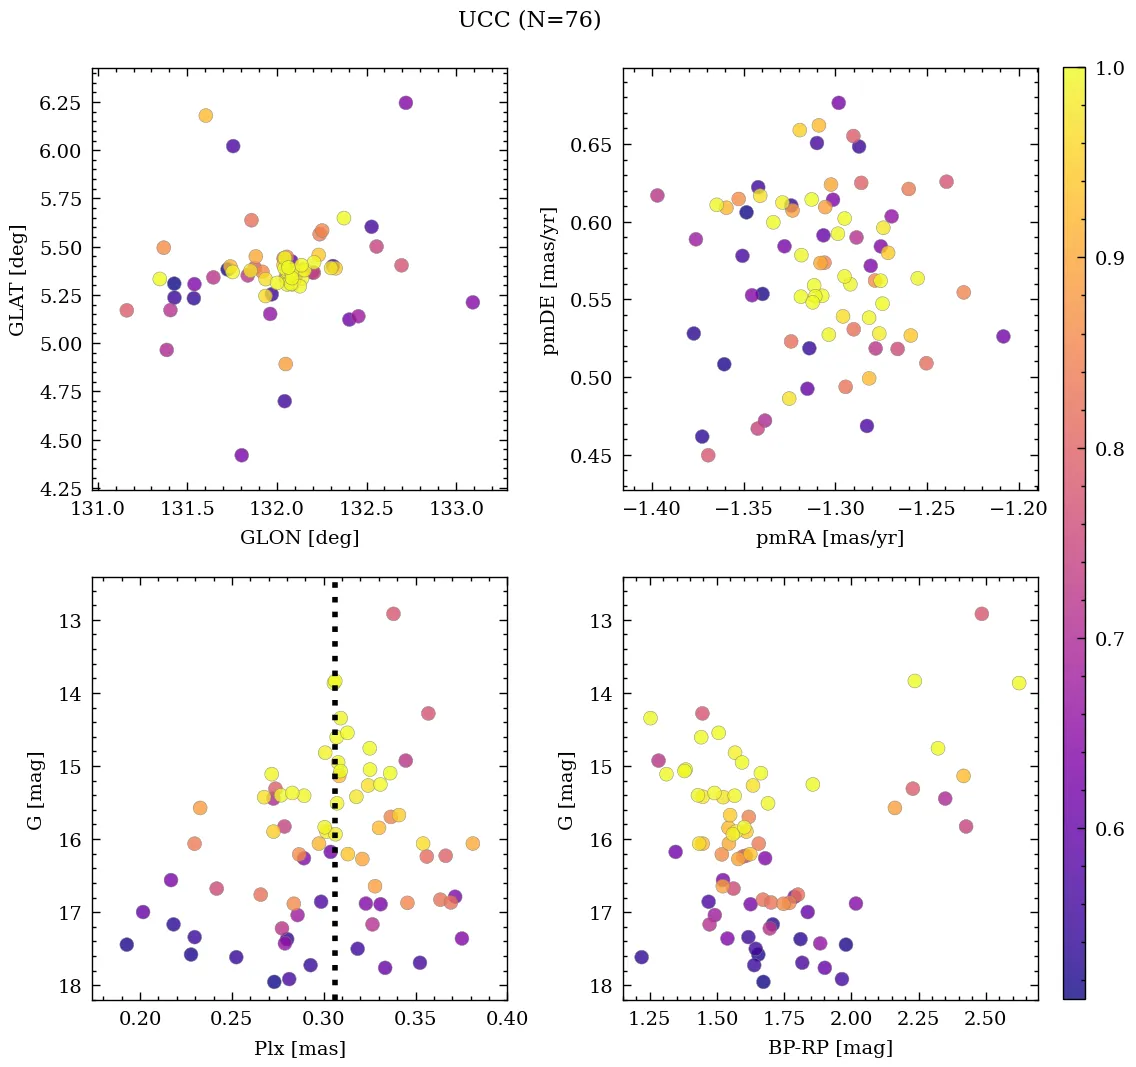 UCC (N=76)
6.25
6.00
5.75
5.50
5.25
5.00
4.75
4.50
4.25
GLAT [deg]
131.0 131.5 132.0 132.5 133.0
GLON [deg]
0.65
0.60
0.55
0.50
0.45
pmDE [mas/yr]
−1.40 −1.35 −1.30 −1.25 −1.20
pmRA [mas/yr]
13
14
15
16
17
18
G [mag]
0.20 0.25 0.30 0.35 0.40
Plx [mas]
13
14
15
16
17
18
G [mag]
1.25 1.50 1.75 2.00 2.25 2.50
BP-RP [mag]
1.0
0.9
0.8
0.7
0.6